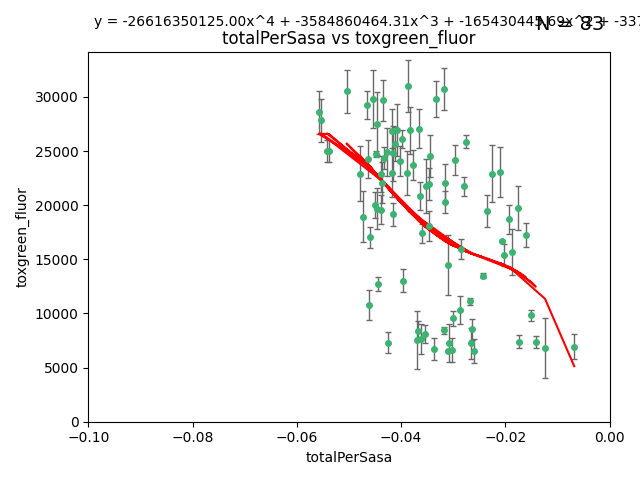 y = -26616350125.00x^4 + -3584860464.31x^3 + -165430445.69x^2 + -337
N = 83
totalPerSasa vs toxgreen_fluor
toxgreen_fluor
30000
25000
20000
15000
10000
5000
0
−0.10 −0.08 −0.06 −0.04 −0.02 0.00
totalPerSasa